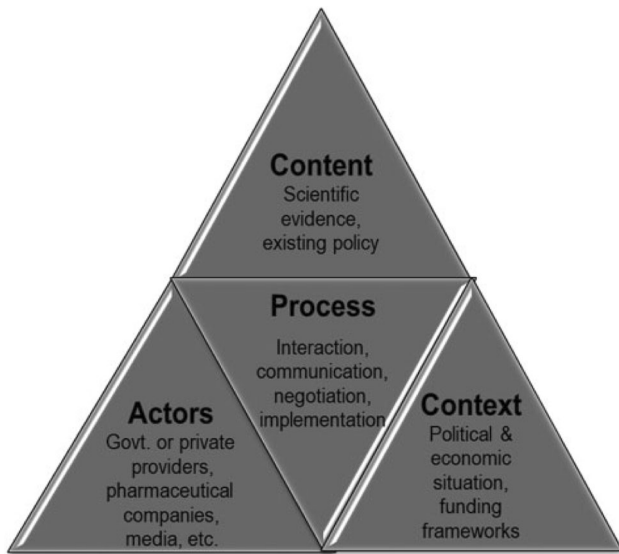 Content
Scientific
evidence,
existing policy
Process
Interaction,
communication,
negotiation,
implementation
Actors
Govt. or private
providers,
pharmaceutical
companies,
media, etc.
Context
Political &
economic
situation,
funding
frameworks